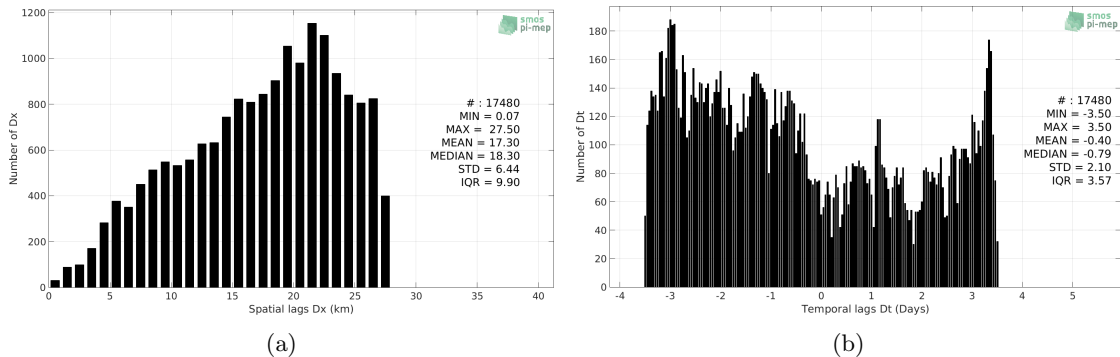 1200
1000
800
600
400
200
0
0 5 10 15 20 25 30 35 40
Number of Dx
Spatial lags Dx (km)
smos
pi-mep
# : 17480
MIN = 0.07
MAX = 27.50
MEAN = 17.30
MEDIAN = 18.30
STD = 6.44
IQR = 9.90
(a)
180
160
140
120
100
80
60
40
20
0
-4 -3 -2 -1 0 1 2 3 4 5
Number of Dt
Temporal lags Dt (Days)
smos
pi-mep
# : 17480
MIN = -3.50
MAX = 3.50
MEAN = -0.40
MEDIAN = -0.79
STD = 2.10
IQR = 3.57
(b)